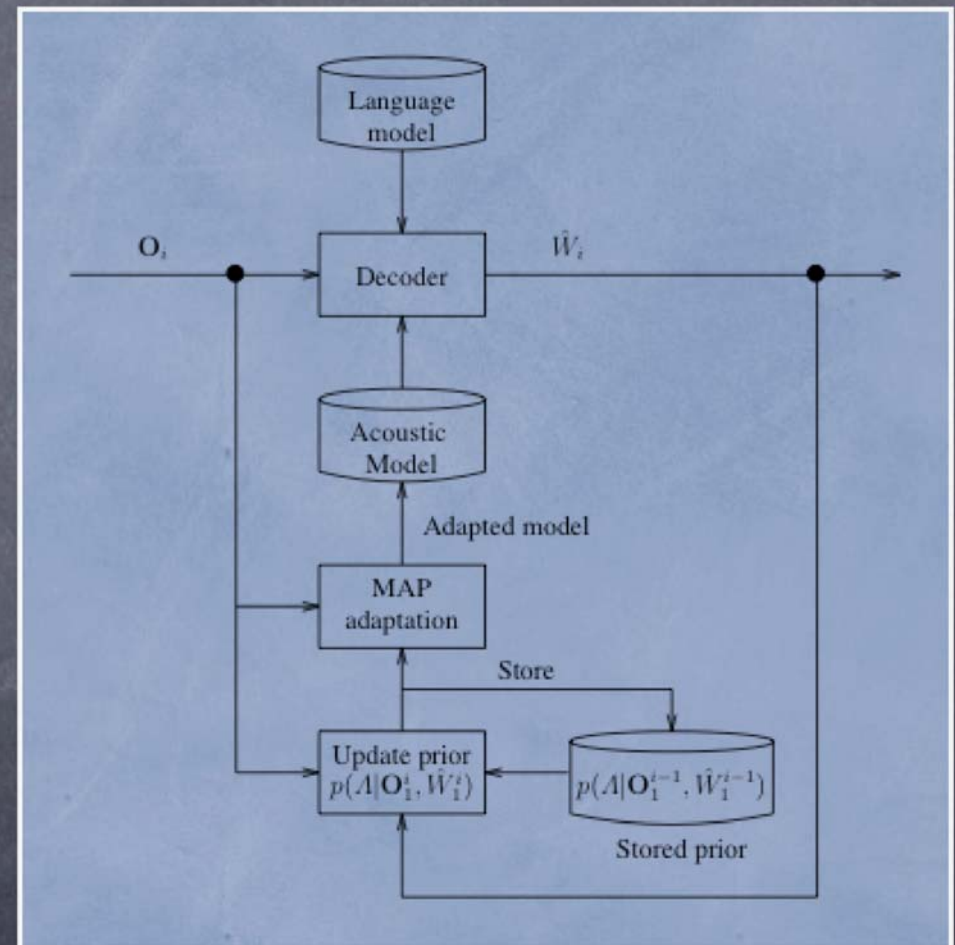 Language
model
O_i
Decoder
Ŵ_i
Acoustic
Model
Adapted model
MAP
adaptation
Store
Update prior
p(Λ|O_1^i, Ŵ_1^i)
p(Λ|O_1^{i-1}, Ŵ_1^{i-1})
Stored prior